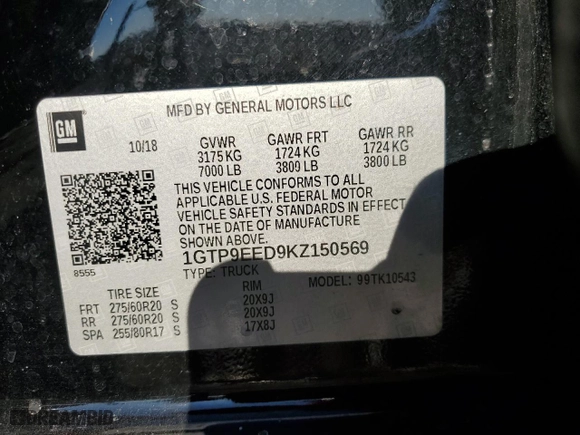 MFD BY GENERAL MOTORS LLC
GM
10/18
GVWR GAWR FRT GAWR RR
3175 KG 1724 KG 1724 KG
7000 LB 3800 LB 3800 LB
THIS VEHICLE CONFORMS TO ALL
APPLICABLE U.S. FEDERAL MOTOR
VEHICLE SAFETY STANDARDS IN EFFECT
ON THE DATE OF MANUFACTURE
SHOWN ABOVE.
8555
1GTP9EED9KZ150569
TYPE: TRUCK 99TK10543
TIRE SIZE RIM
FRT 275/60R20 S 20X9J
RR 275/60R20 S 20X9J
SPA 255/80R17 S 17X8J
DREAMBID